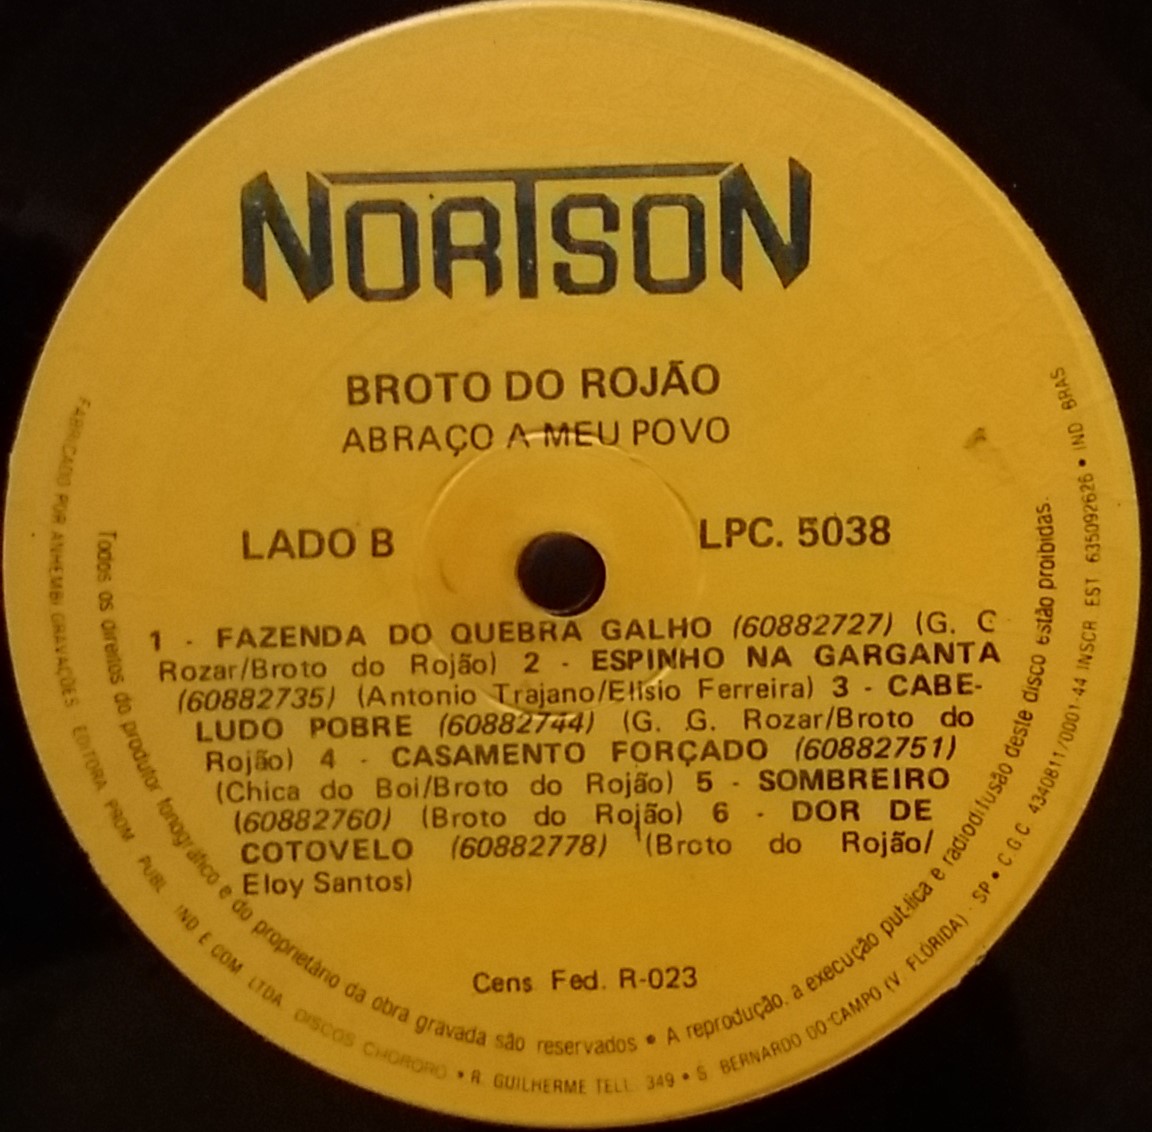 NORTSON
BROTO DO ROJÃO
ABRAÇO A MEU POVO
LADO B
LPC. 5038
1 - FAZENDA DO QUEBRA GALHO (60882727) (G. C
Rozar/Broto do Rojão) 2 - ESPINHO NA GARGANTA
(60882735) (Antonio Trajano/Elísio Ferreira) 3 - CABE-
LUDO POBRE (60882744) (G. G. Rozar/Broto do
Rojão) 4 - CASAMENTO FORÇADO (60882751)
(Chica do Boi/Broto do Rojão) 5 - SOMBREIRO
(60882760) (Broto do Rojão) 6 - DOR DE
COTOVELO (60882778) (Broto do Rojão/
Eloy Santos)
Cens Fed. R-023
Todos os direitos do produtor fonográfico e do proprietário da obra gravada são reservados • A reprodução, a execução pública e radiodifusão deste disco estão proibidas.
FABRICADO POR ANHEMBI GRAVAÇÕES EDITORA PROM PUBL IND E COM LTDA. DISCOS CHORORO • R. GUILHERME TELL 349 • S BERNARDO DO CAMPO (V. FLÓRIDA) - SP • C.G.C. 4340811/0001-44 INSCR EST 635092626 • IND BRAS